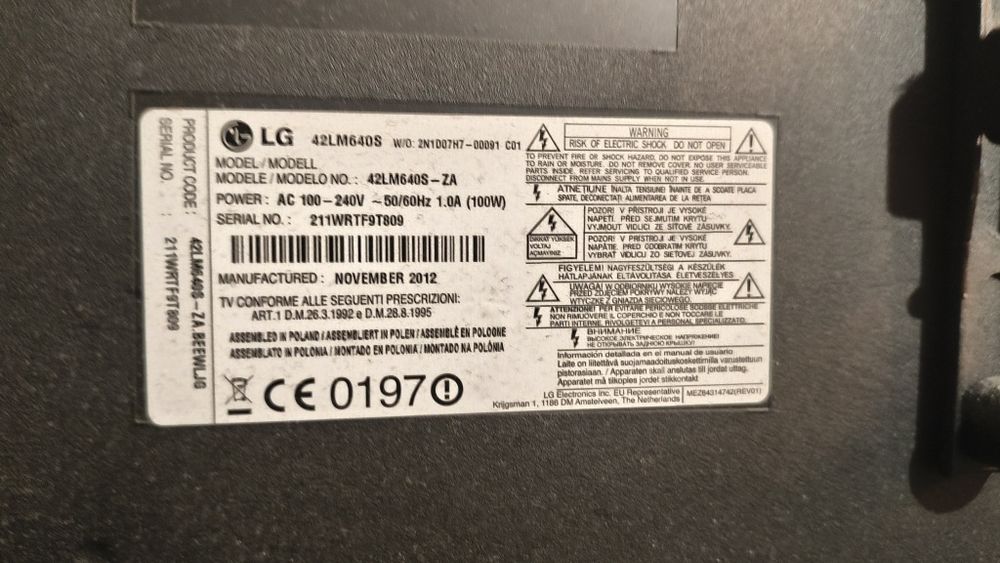 PRODUCT CODE : 42LM640S-ZA.BEEWLJG
SERIAL NO. : 211WRTF9T809
LG 42LM640S W/O: 2N1D07H7-00091 C01
MODEL/MODELL
MODELE/MODELO NO. : 42LM640S-ZA
POWER : AC 100-240V ~50/60Hz 1.0A (100W)
SERIAL NO. : 211WRTF9T809
MANUFACTURED : NOVEMBER 2012
TV CONFORME ALLE SEGUENTI PRESCRIZIONI:
ART.1 D.M.26.3.1992 e D.M.28.8.1995
ASSEMBLED IN POLAND/ASSEMBLIERT IN POLEN/ASSEMBLÉ EN POLOGNE
ASSEMBLATO IN POLONIA/MONTADO EN POLONIA/MONTADO NA POLÓNIA
CE 0197
WARNING
RISK OF ELECTRIC SHOCK DO NOT OPEN
TO PREVENT FIRE OR SHOCK HAZARD, DO NOT EXPOSE THIS APPLIANCE
TO RAIN OR MOISTURE. DO NOT REMOVE COVER. NO USER SERVICEABLE
PARTS INSIDE. REFER SERVICING TO QUALIFIED SERVICE PERSON.
DISCONNECT FROM MAINS SUPPLY WHEN NOT IN USE.
ATNEŢIUNE ÎNALTA TENSIUNE! ÎNAINTE DE A SCOATE PLACA
SPATE, DECONECTAŢI ALIMENTATIA DE LA REŢEA
DIKKAT YÜKSEK
VOLTAJ
AÇMAYINIZ
POZOR! V PŘÍSTROJI JE VYSOKÉ
NAPĚTÍ. PŘED SEJMUTÍM KRYTU
VYJMOUT VIDLICI ZE SÍŤOVÉ ZÁSUVKY.
POZOR! V PRÍSTROJI JE VYSOKÉ
NAPÄTIE. PRED ODOBRATÍM KRYTU
VYBRAŤ VIDLICU ZO SIEŤOVEJ ZÁSUVKY.
FIGYELEM! NAGYFESZÜLTSÉG! A KÉSZÜLÉK
HÁTLAPJÁNAK ELTÁVOLÍTÁSA ÉLETVESZÉLYES
UWAGA! W ODBIORNIKU WYSOKIE NAPIĘCIE
PRZED ZDJĘCIEM POKRYWY NALEŻY WYJĄĆ
WTYCZKĘ Z GNIAZDA SIECIOWEGO.
ATTENZIONE! PER EVITARE PERICOLOSE SCOSSE ELETTRICHE
NON RIMUOVERE IL COPERCHIO E NON TOCCARE LE
PARTI INTERNE. RIVOLGETEVI A PERSONAL SPECIALIZZATO.
ВНИМАНИЕ
ВЫСОКОЕ ЭЛЕКТРИЧЕСКОЕ НАПРЯЖЕНИЕ!
НЕ ОТКРЫВАТЬ ЗАДНЮЮ КРЫШКУ!
Información detallada en el manual de usuario
Laite on liitettävä suojamaadoituskoskettimilla varustettuun
pistorasiaan. / Apparaten skall anslutas till jordat uttag.
Apparatet må tilkoples jordet stikkontakt
LG Electronics Inc. EU Representative
Krijgsman 1, 1186 DM Amstelveen, The Netherlands
MEZ64314742(REV01)